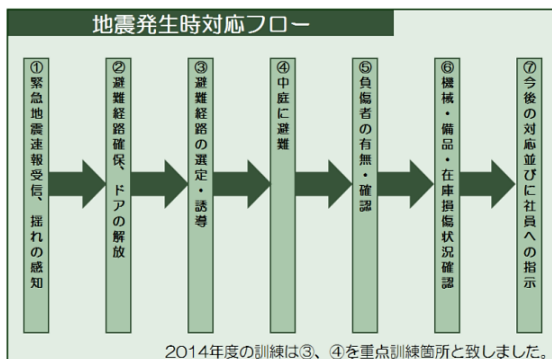 地震発生時対応フロー
①緊急地震速報受信、揺れの感知
②避難経路確保、ドアの解放
③避難経路の選定・誘導
④中庭に避難
⑤負傷者の有無・確認
⑥機械・備品・在庫損傷状況確認
⑦今後の対応並びに社員への指示
2014年度の訓練は③、④を重点訓練箇所と致しました。